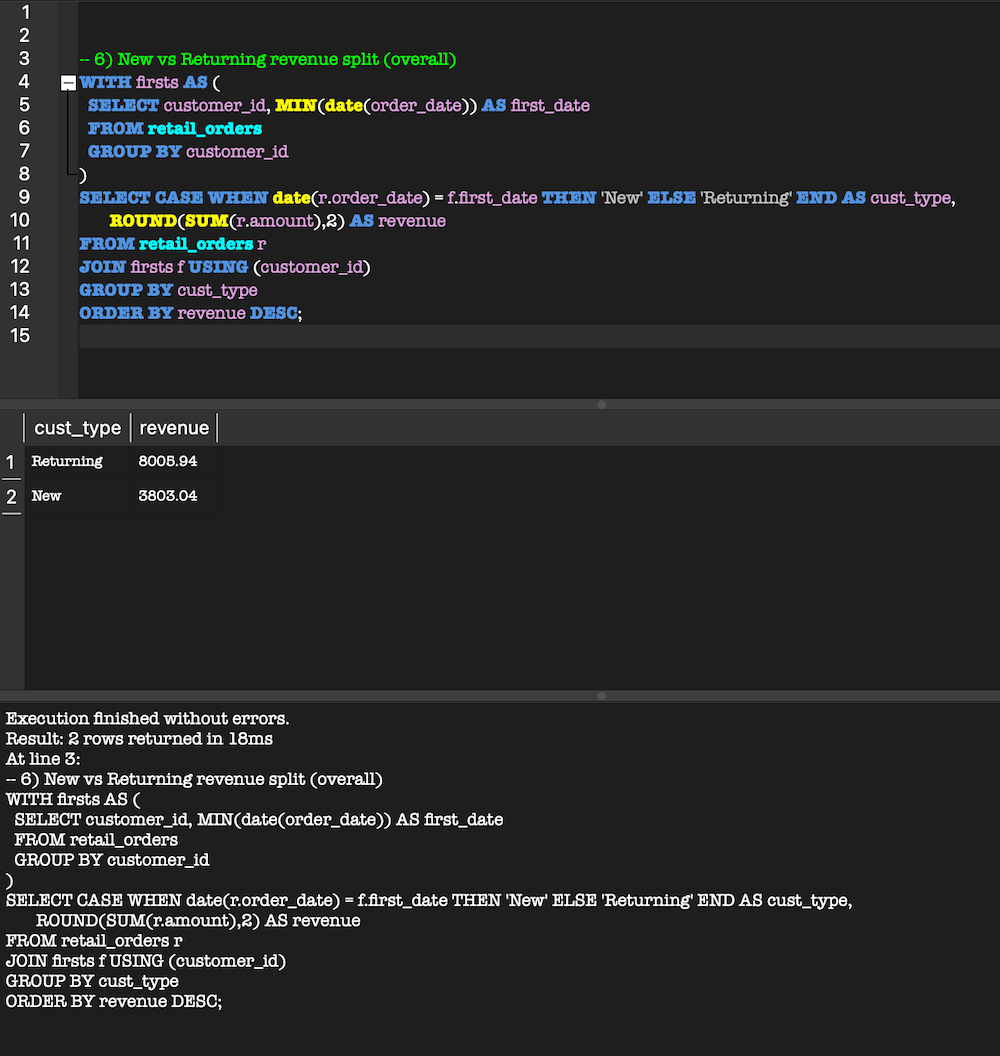 1
2
3 -- 6) New vs Returning revenue split (overall)
4 WITH firsts AS (
5 SELECT customer_id, MIN(date(order_date)) AS first_date
6 FROM retail_orders
7 GROUP BY customer_id
8 )
9 SELECT CASE WHEN date(r.order_date) = f.first_date THEN 'New' ELSE 'Returning' END AS cust_type,
10 ROUND(SUM(r.amount),2) AS revenue
11 FROM retail_orders r
12 JOIN firsts f USING (customer_id)
13 GROUP BY cust_type
14 ORDER BY revenue DESC;
15
cust_type revenue
1 Returning 8005.94
2 New 3803.04
Execution finished without errors.
Result: 2 rows returned in 18ms
At line 3:
-- 6) New vs Returning revenue split (overall)
WITH firsts AS (
SELECT customer_id, MIN(date(order_date)) AS first_date
FROM retail_orders
GROUP BY customer_id
)
SELECT CASE WHEN date(r.order_date) = f.first_date THEN 'New' ELSE 'Returning' END AS cust_type,
ROUND(SUM(r.amount),2) AS revenue
FROM retail_orders r
JOIN firsts f USING (customer_id)
GROUP BY cust_type
ORDER BY revenue DESC;